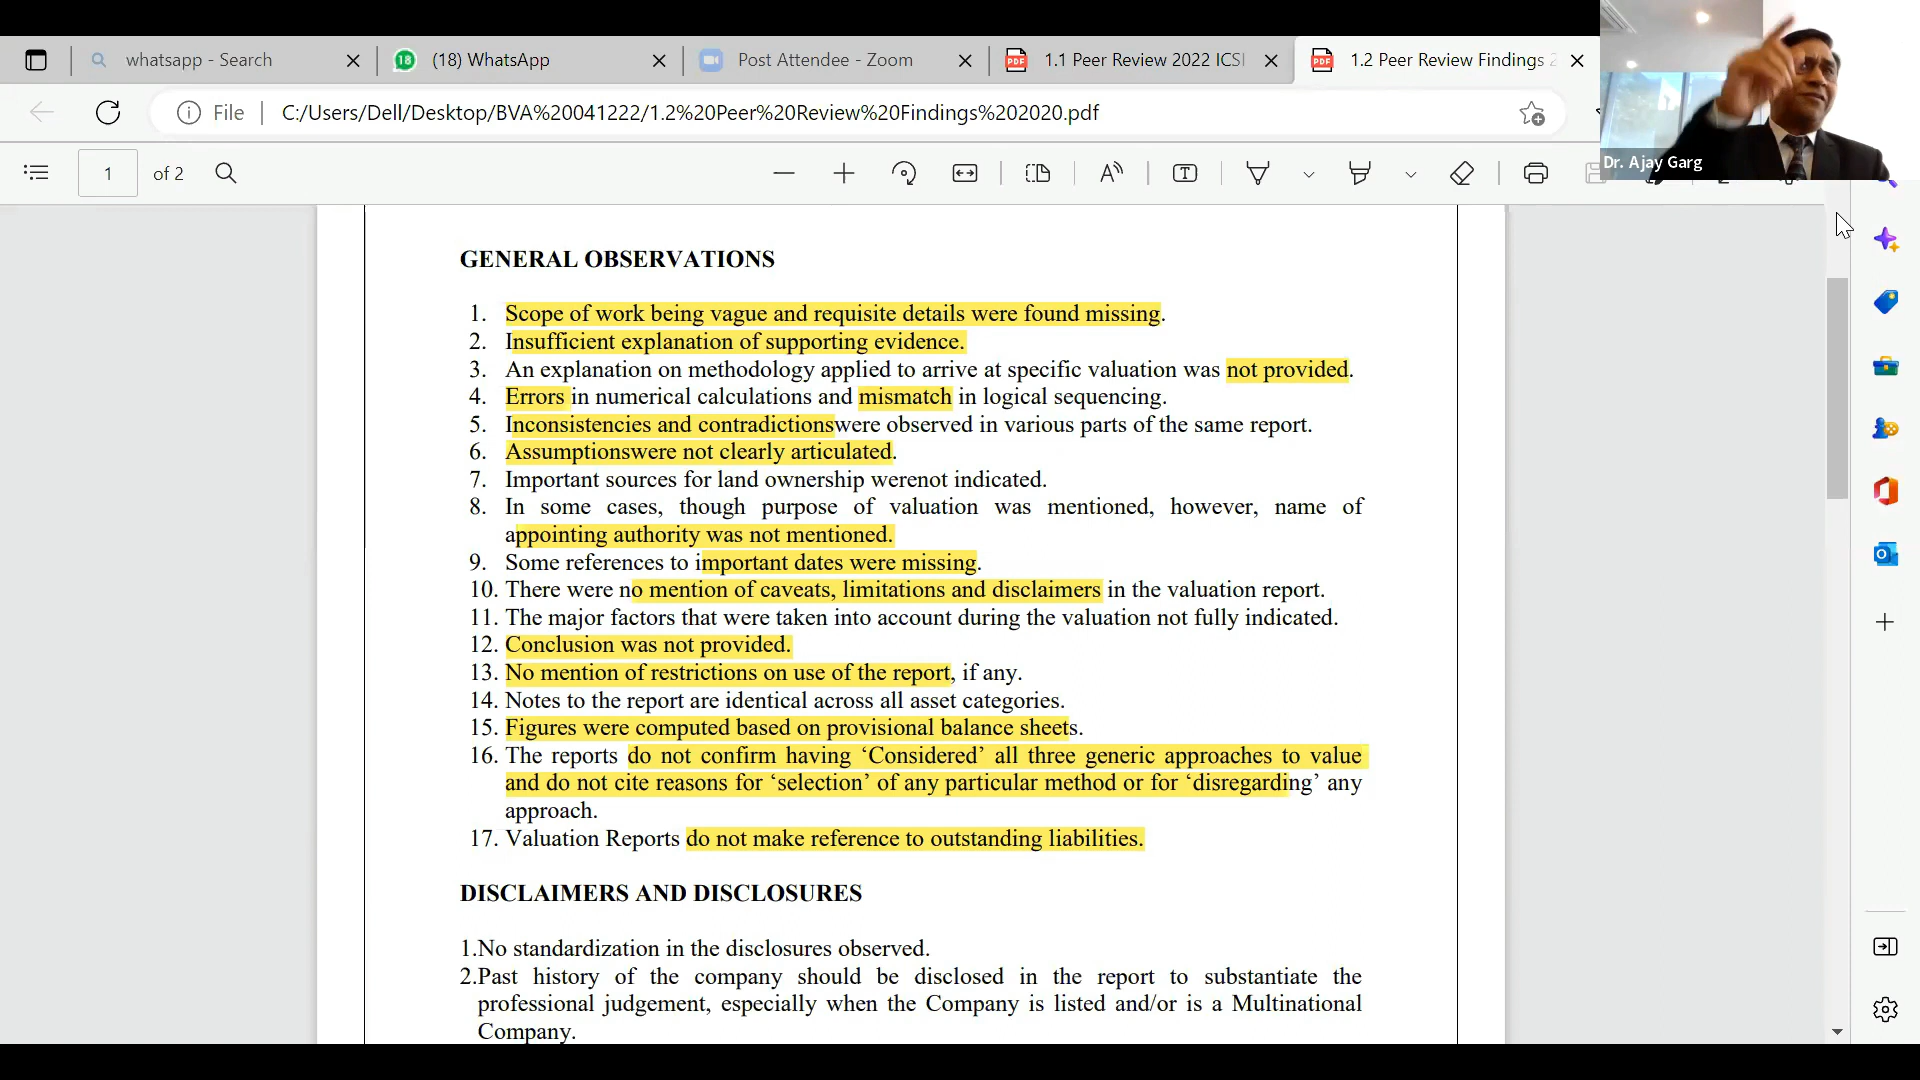 whatsapp - Search
18
(18) WhatsApp
Post Attendee - Zoom
PDF
1.1 Peer Review 2022 ICSI
PDF
1.2 Peer Review Findings 2
File
C:/Users/Dell/Desktop/BVA%20041222/1.2%20Peer%20Review%20Findings%202020.pdf
Dr. Ajay Garg
1
of 2
GENERAL OBSERVATIONS
1. Scope of work being vague and requisite details were found missing.
2. Insufficient explanation of supporting evidence.
3. An explanation on methodology applied to arrive at specific valuation was not provided.
4. Errors in numerical calculations and mismatch in logical sequencing.
5. Inconsistencies and contradictionswere observed in various parts of the same report.
6. Assumptionswere not clearly articulated.
7. Important sources for land ownership werenot indicated.
8. In some cases, though purpose of valuation was mentioned, however, name of
appointing authority was not mentioned.
9. Some references to important dates were missing.
10. There were no mention of caveats, limitations and disclaimers in the valuation report.
11. The major factors that were taken into account during the valuation not fully indicated.
12. Conclusion was not provided.
13. No mention of restrictions on use of the report, if any.
14. Notes to the report are identical across all asset categories.
15. Figures were computed based on provisional balance sheets.
16. The reports do not confirm having ‘Considered’ all three generic approaches to value
and do not cite reasons for ‘selection’ of any particular method or for ‘disregarding’ any
approach.
17. Valuation Reports do not make reference to outstanding liabilities.
DISCLAIMERS AND DISCLOSURES
1.No standardization in the disclosures observed.
2.Past history of the company should be disclosed in the report to substantiate the
professional judgement, especially when the Company is listed and/or is a Multinational
Company.